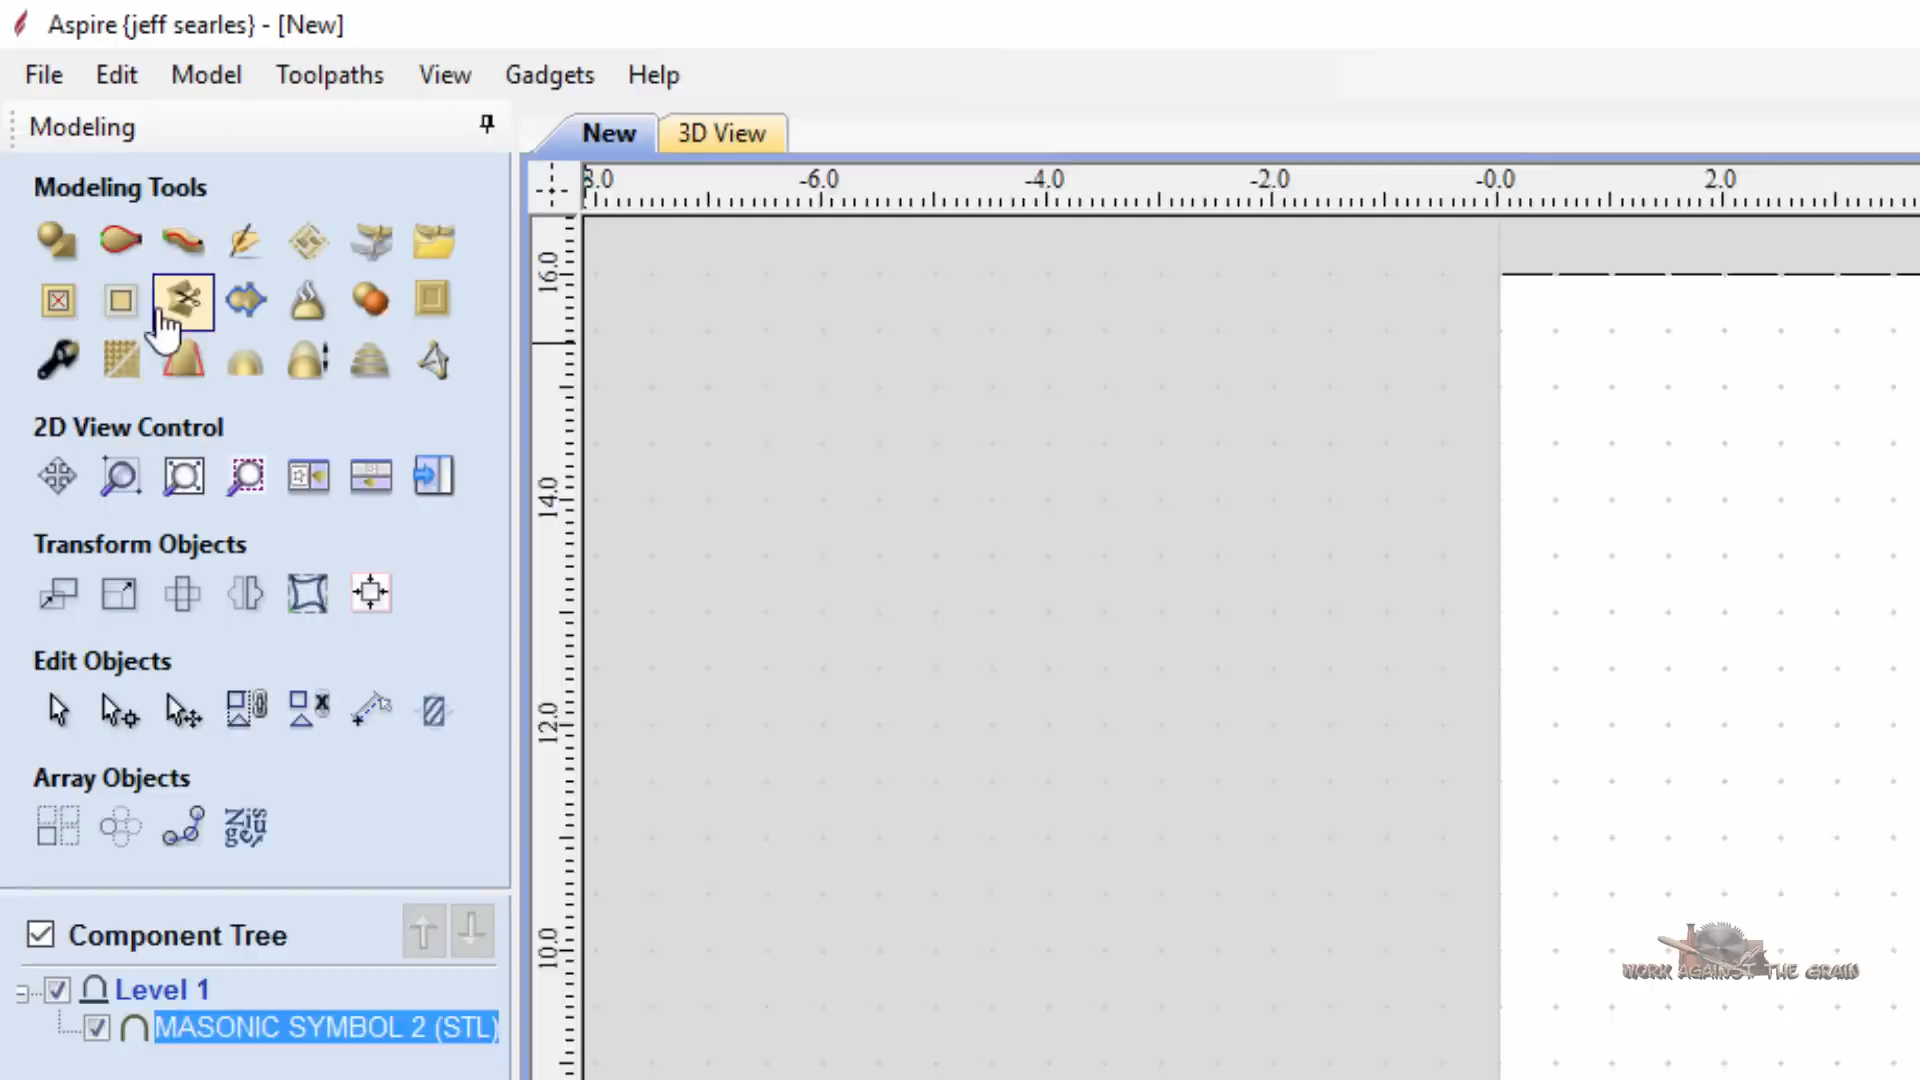 Aspire {jeff searles} - [New]
File Edit Model Toolpaths View Gadgets Help
Modeling
New 3D View
Modeling Tools
8.0 -6.0 -4.0 -2.0 -0.0 2.0
16.0
14.0
12.0
10.0
2D View Control
Transform Objects
Edit Objects
Array Objects
Component Tree
Level 1
MASONIC SYMBOL 2 (STL)
WORK AGAINST THE GRAIN